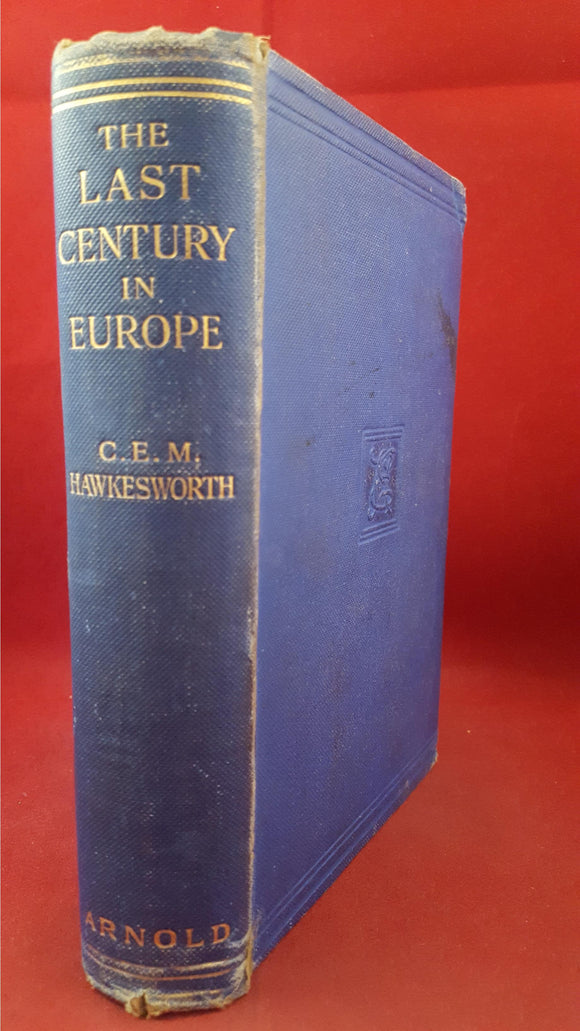 THE
LAST
CENTURY
IN
EUROPE
C.E.M.
HAWKESWORTH
ARNOLD